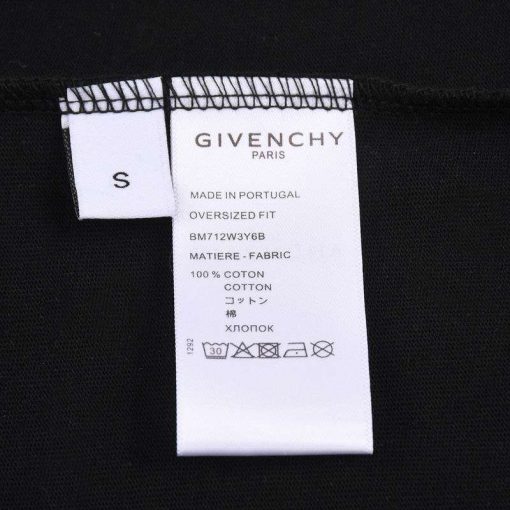 S
GIVENCHY
PARIS
MADE IN PORTUGAL
OVERSIZED FIT
BM712W3Y6B
MATIERE - FABRIC
100 % COTON
COTTON
コットン
棉
ХЛОПОК
1292
30